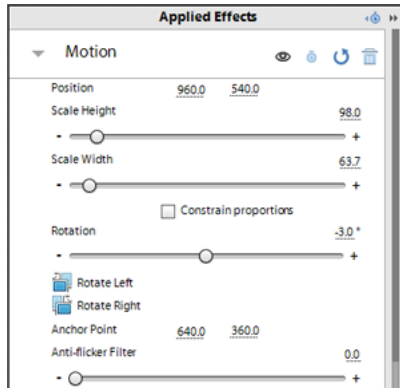 Applied Effects
Motion
Position 960.0 540.0
Scale Height 98.0
- +
Scale Width 63.7
- +
Constrain proportions
Rotation -3.0 °
- +
Rotate Left
Rotate Right
Anchor Point 640.0 360.0
Anti-flicker Filter 0.0
- +